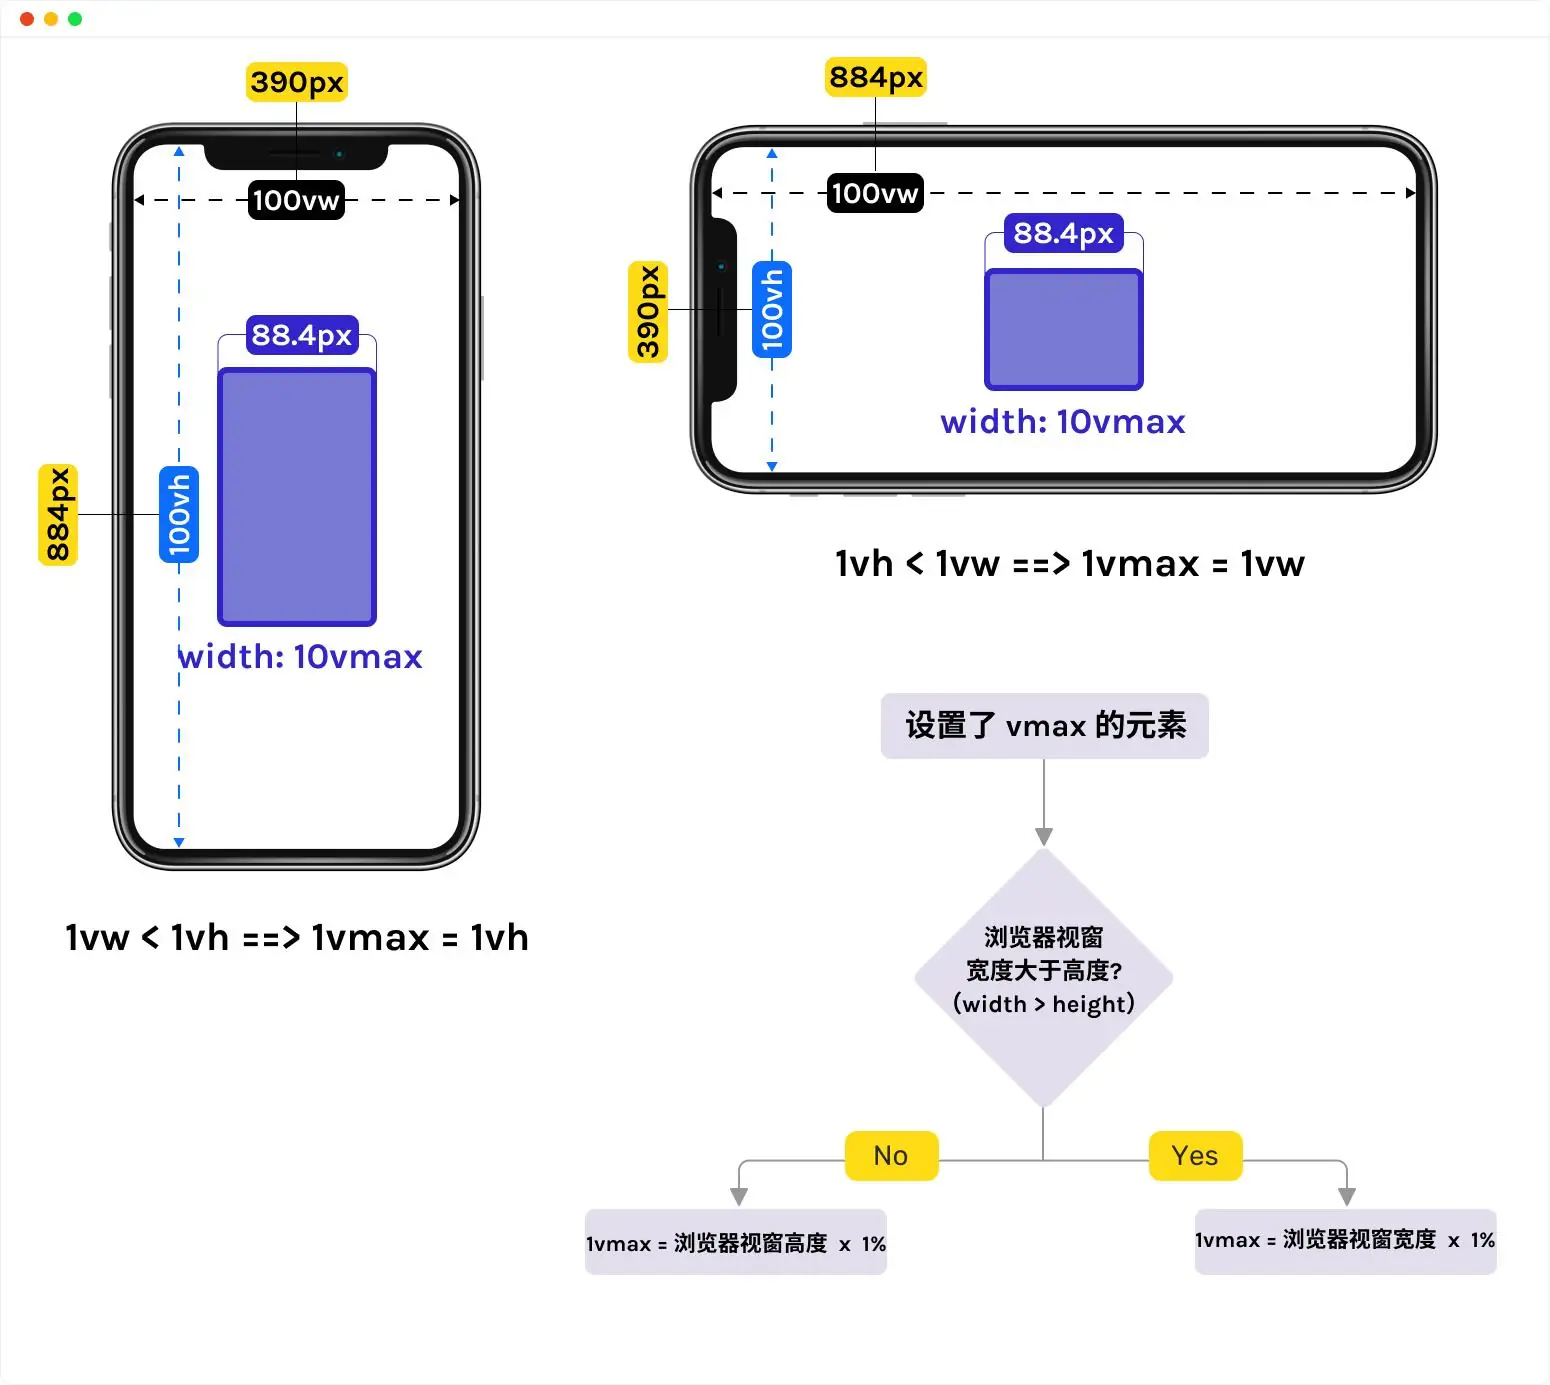 390px
100vw
88.4px
884px
100vh
width: 10vmax
1vw < 1vh ==> 1vmax = 1vh
884px
100vw
88.4px
390px
100vh
width: 10vmax
1vh < 1vw ==> 1vmax = 1vw
设置了 vmax 的元素
浏览器视窗
宽度大于高度?
(width > height)
No
Yes
1vmax = 浏览器视窗高度 x 1%
1vmax = 浏览器视窗宽度 x 1%